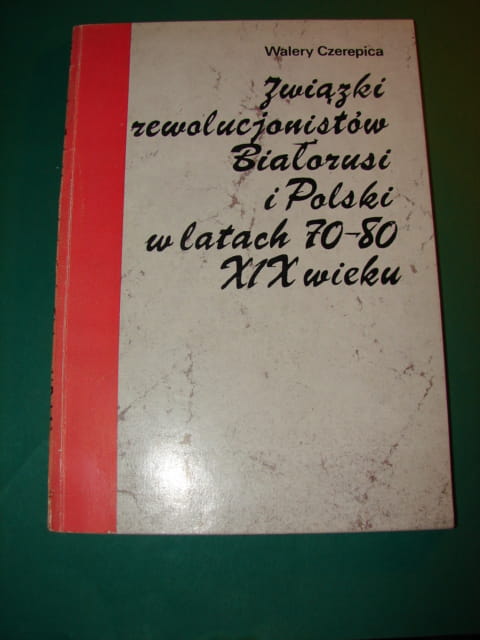 Walery Czerepica
Związki
rewolucjonistów
Białorusi
i Polski
w latach 70-80
XIX wieku